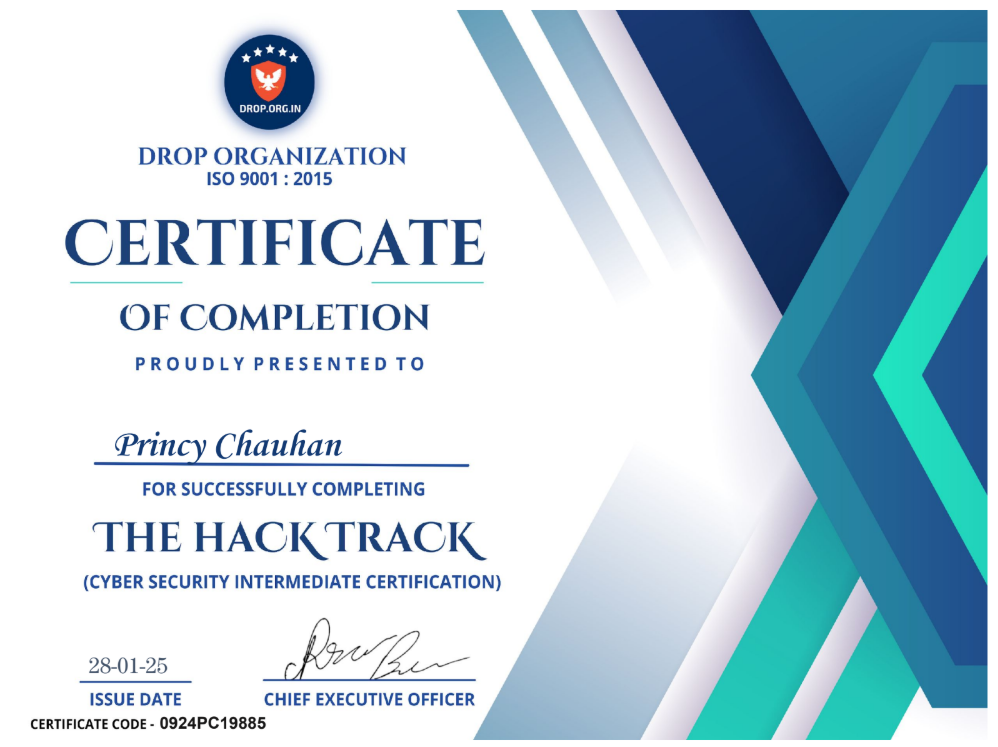 DROP.ORG.IN
DROP ORGANIZATION
ISO 9001 : 2015
CERTIFICATE
OF COMPLETION
PROUDLY PRESENTED TO
Princy Chauhan
FOR SUCCESSFULLY COMPLETING
THE HACK TRACK
(CYBER SECURITY INTERMEDIATE CERTIFICATION)
28-01-25
ISSUE DATE
CHIEF EXECUTIVE OFFICER
CERTIFICATE CODE - 0924PC19885